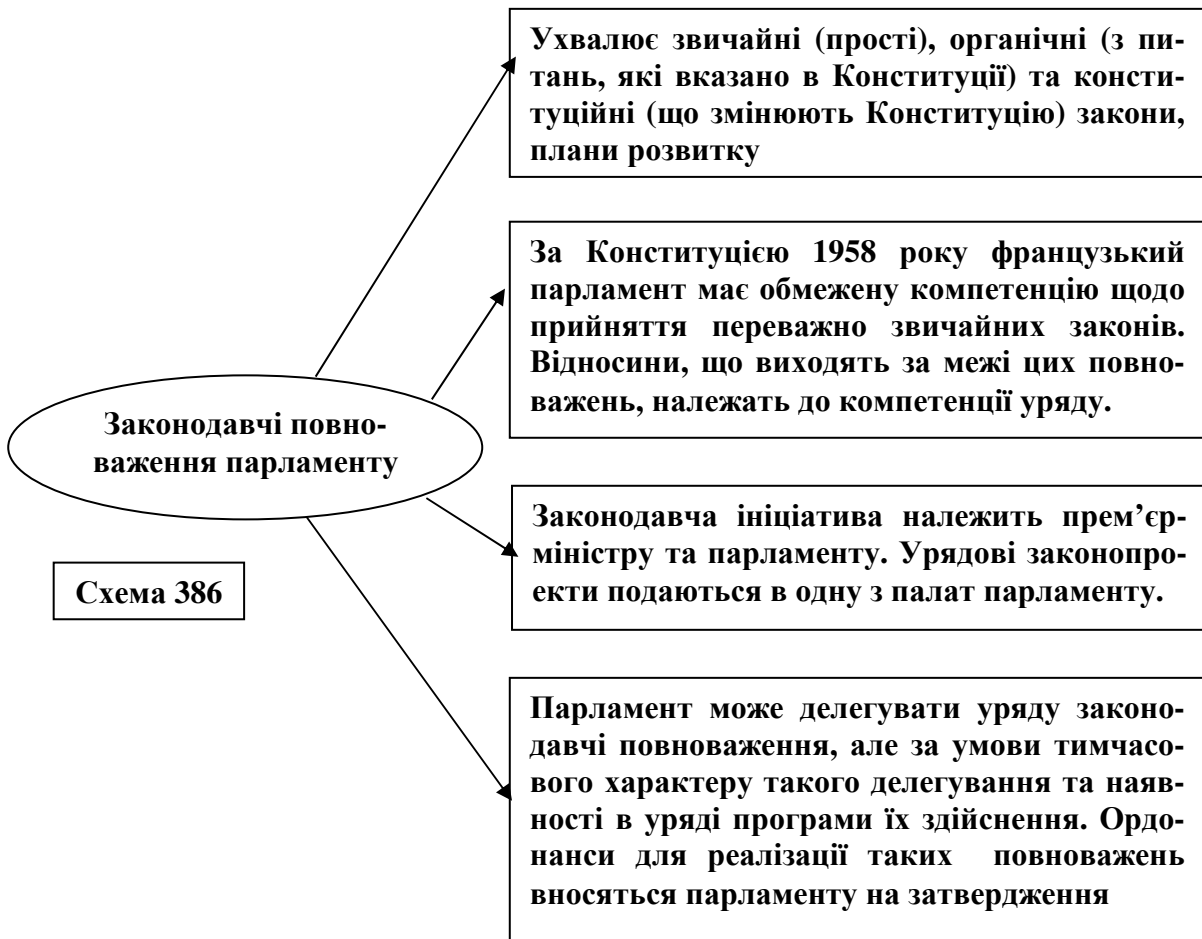 Ухвалює звичайні (прості), органічні (з пи-
тань, які вказано в Конституції) та консти-
туційні (що змінюють Конституцію) закони,
плани розвитку
За Конституцією 1958 року французький
парламент має обмежену компетенцію щодо
прийняття переважно звичайних законів.
Відносини, що виходять за межі цих повно-
важень, належать до компетенції уряду.
Законодавчі повно-
важення парламенту
Законодавча ініціатива належить прем’єр-
міністру та парламенту. Урядові законопро-
екти подаються в одну з палат парламенту.
Схема 386
Парламент може делегувати уряду законо-
давчі повноваження, але за умови тимчасо-
вого характеру такого делегування та наяв-
ності в уряді програми їх здійснення. Ордо-
нанси для реалізації таких повноважень
вносяться парламенту на затвердження